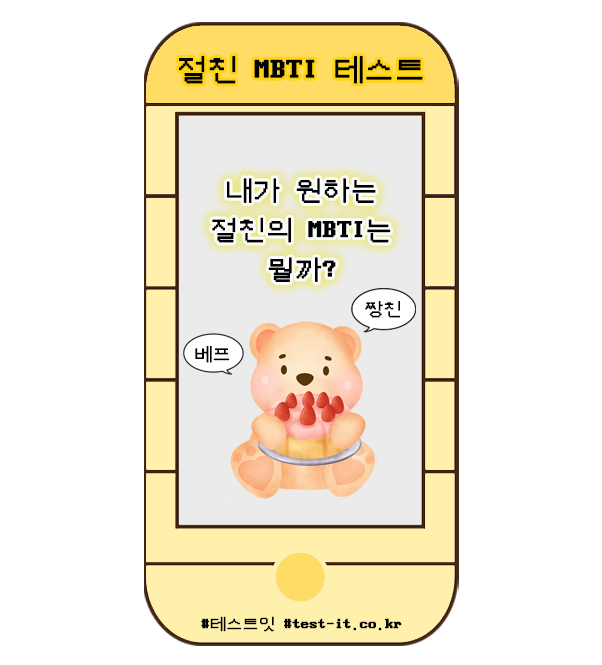 절친 MBTI 테스트
내가 원하는
절친의 MBTI는
뭘까?
짱친
베프
#테스트잇 #test-it.co.kr